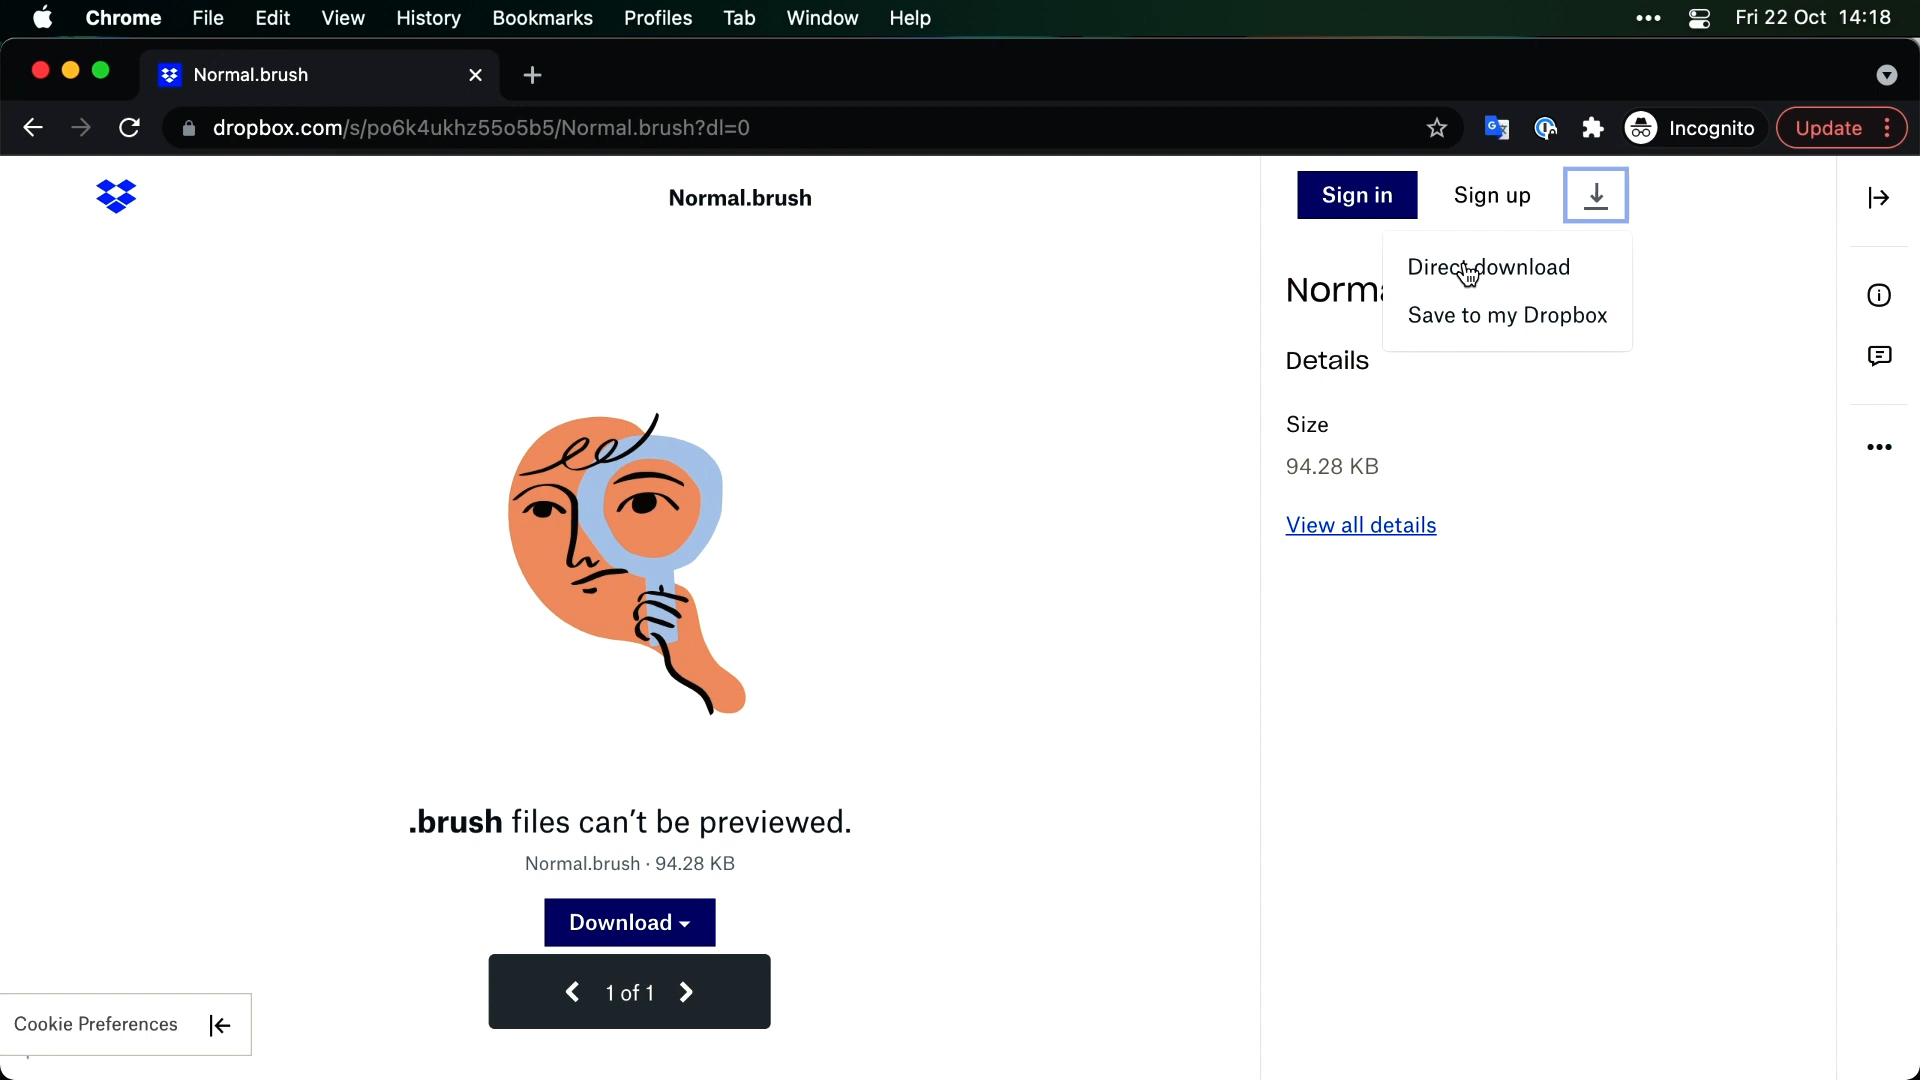 Chrome File Edit View History Bookmarks Profiles Tab Window Help
••• Fri 22 Oct 14:18
Normal.brush
dropbox.com/s/po6k4ukhz55o5b5/Normal.brush?dl=0
Incognito
Update
Normal.brush
Sign in
Sign up
Direct download
Save to my Dropbox
Norma
Details
Size
94.28 KB
View all details
.brush files can't be previewed.
Normal.brush · 94.28 KB
Download
1 of 1
Cookie Preferences